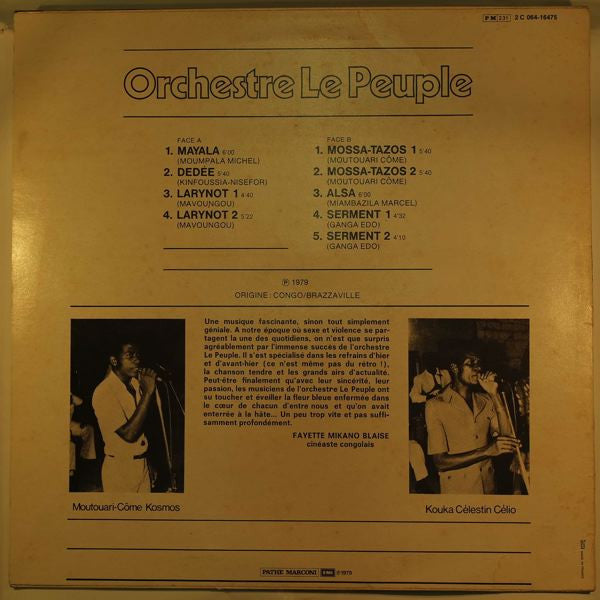 PM 231 2 C 064-16475
Orchestre Le Peuple
FACE A
1. MAYALA 6'00
(MOUMPALA MICHEL)
2. DEDÉE 5'40
(KINFOUSSIA-NISEFOR)
3. LARYNOT 1 4'40
(MAVOUNGOU)
4. LARYNOT 2 5'22
(MAVOUNGOU)
FACE B
1. MOSSA-TAZOS 1 5'40
(MOUTOUARI CÔME)
2. MOSSA-TAZOS 2 5'40
(MOUTOUARI CÔME)
3. ALSA 6'00
(MIAMBAZILA MARCEL)
4. SERMENT 1 4'32
(GANGA EDO)
5. SERMENT 2 4'10
(GANGA EDO)
℗ 1979
ORIGINE : CONGO/BRAZZAVILLE
Une musique fascinante, sinon tout simplement
géniale. A notre époque où sexe et violence se par-
tagent la une des quotidiens, on n'est que surpris
agréablement par l'immense succès de l'orchestre
Le Peuple. Il s'est spécialisé dans les refrains d'hier
et d'avant-hier (ce n'est même pas du rétro !),
la chanson tendre et les grands airs d'actualité.
Peut-être finalement qu'avec leur sincérité, leur
passion, les musiciens de l'orchestre Le Peuple ont
su toucher et éveiller la fleur bleue enfermée dans
le cœur de chacun d'entre nous et qu'on avait
enterrée à la hâte... Un peu trop vite et pas suffi-
samment profondément.
FAYETTE MIKANO BLAISE
cinéaste congolais
Moutouari-Côme Kosmos
Kouka Célestin Célio
PATHÉ MARCONI EMI ℗ 1979